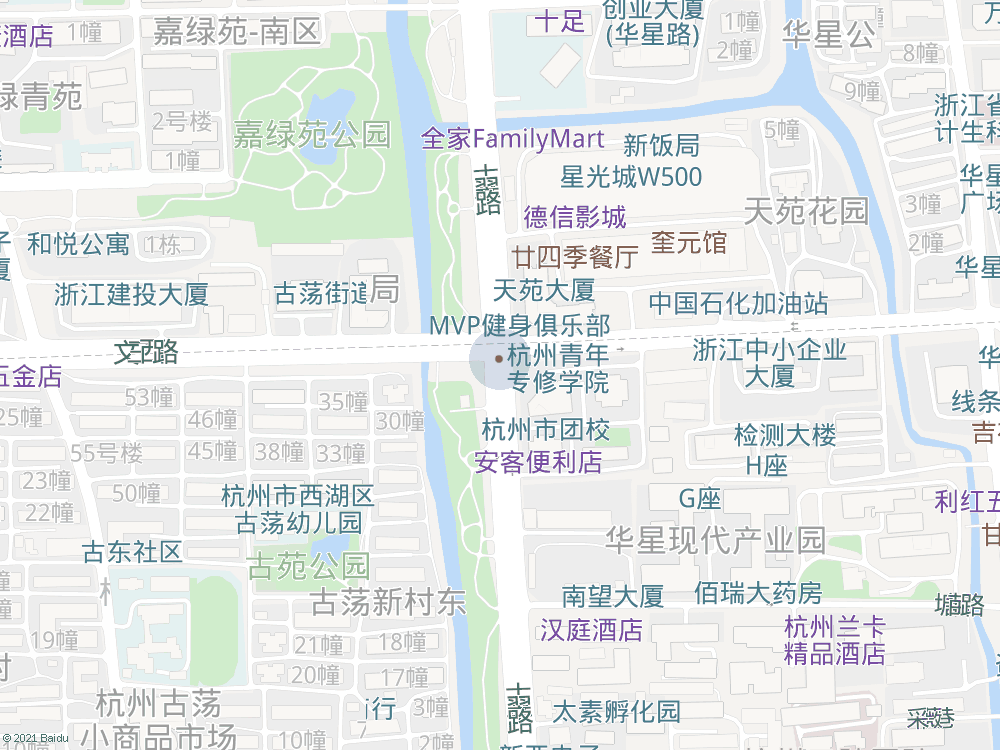 十足
创业大厦
(华星路)
1幢
2幢
华星公
8幢
9幢
酒店
1幢
嘉绿苑-南区
绿青苑
2号楼
1幢
嘉绿苑公园
全家FamilyMart
新饭局
星光城W500
5幢
浙江省
计生科
华星
广场
3幢
2幢
德信影城
天苑花园
和悦公寓
1栋
廿四季餐厅
奎元馆
华星
浙江建投大厦
古荡街道
局
天苑大厦
中国石化加油站
MVP健身俱乐部
杭州青年
专修学院
浙江中小企业
大厦
五金店
53幢
46幢
35幢
30幢
25幢
线条
杭州市团校
检测大楼
H座
安客便利店
55号楼
45幢
38幢
33幢
23幢
50幢
22幢
杭州市西湖区
古荡幼儿园
G座
利红五
华星现代产业园
古东社区
古苑公园
古荡新村东
南望大厦
佰瑞大药房
汉庭酒店
杭州兰卡
精品酒店
19幢
21幢
18幢
20幢
17幢
3幢
杭州古荡
小商品市场
太素孵化园
© 2021 Baidu